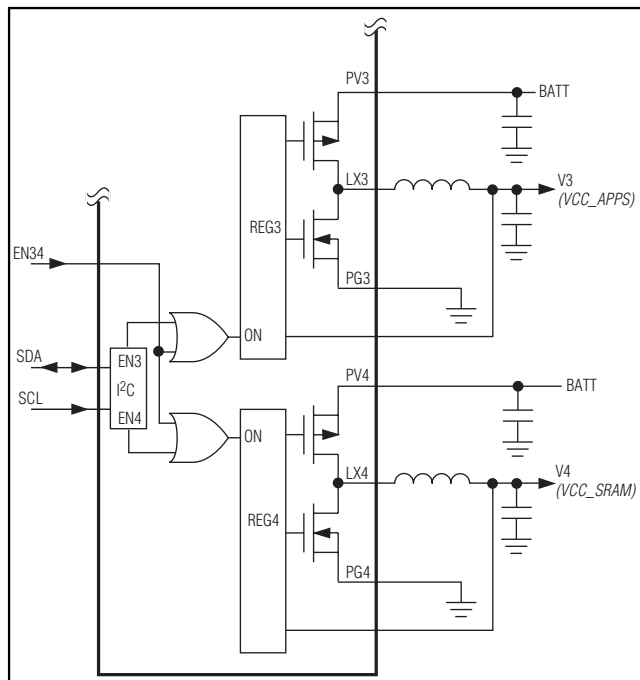 PV3
BATT
LX3
V3
(VCC_APPS)
REG3
EN34
PG3
ON
EN3
SDA
I2C
PV4
BATT
SCL
EN4
ON
LX4
V4
(VCC_SRAM)
REG4
PG4